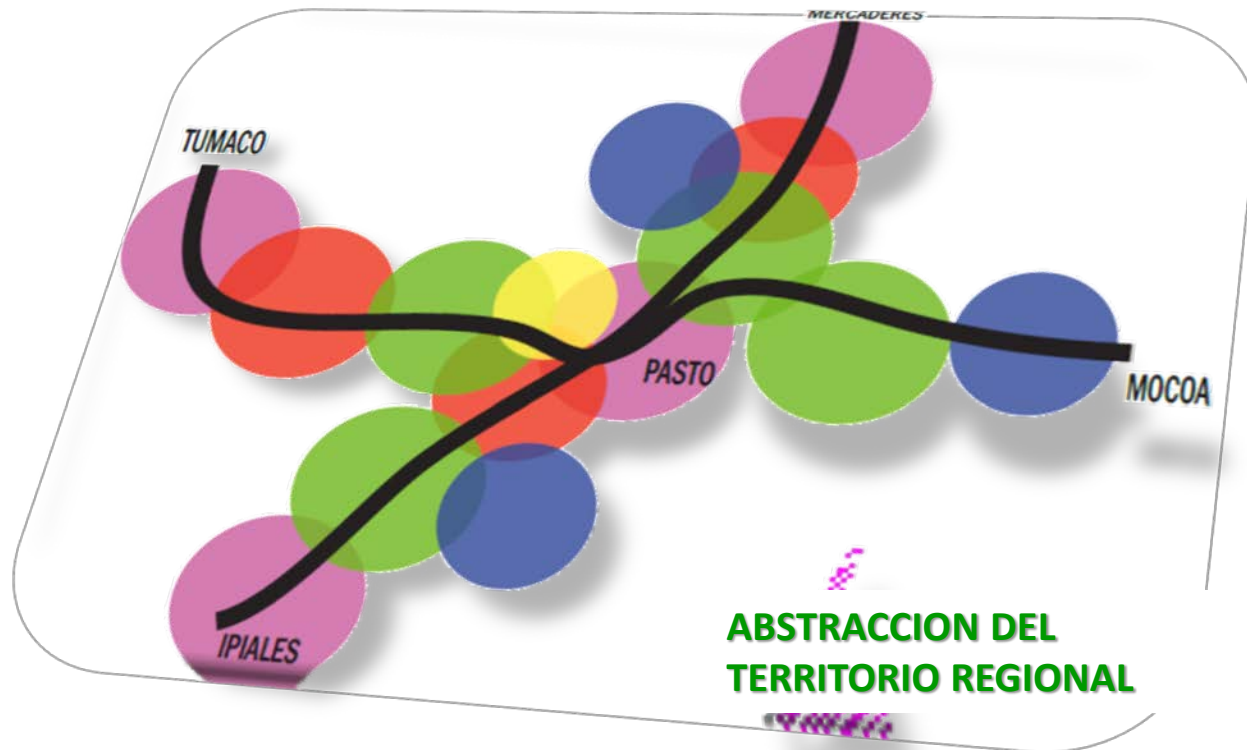 MERCADERES
TUMACO
PASTO
MOCOA
IPIALES
ABSTRACCION DEL
TERRITORIO REGIONAL